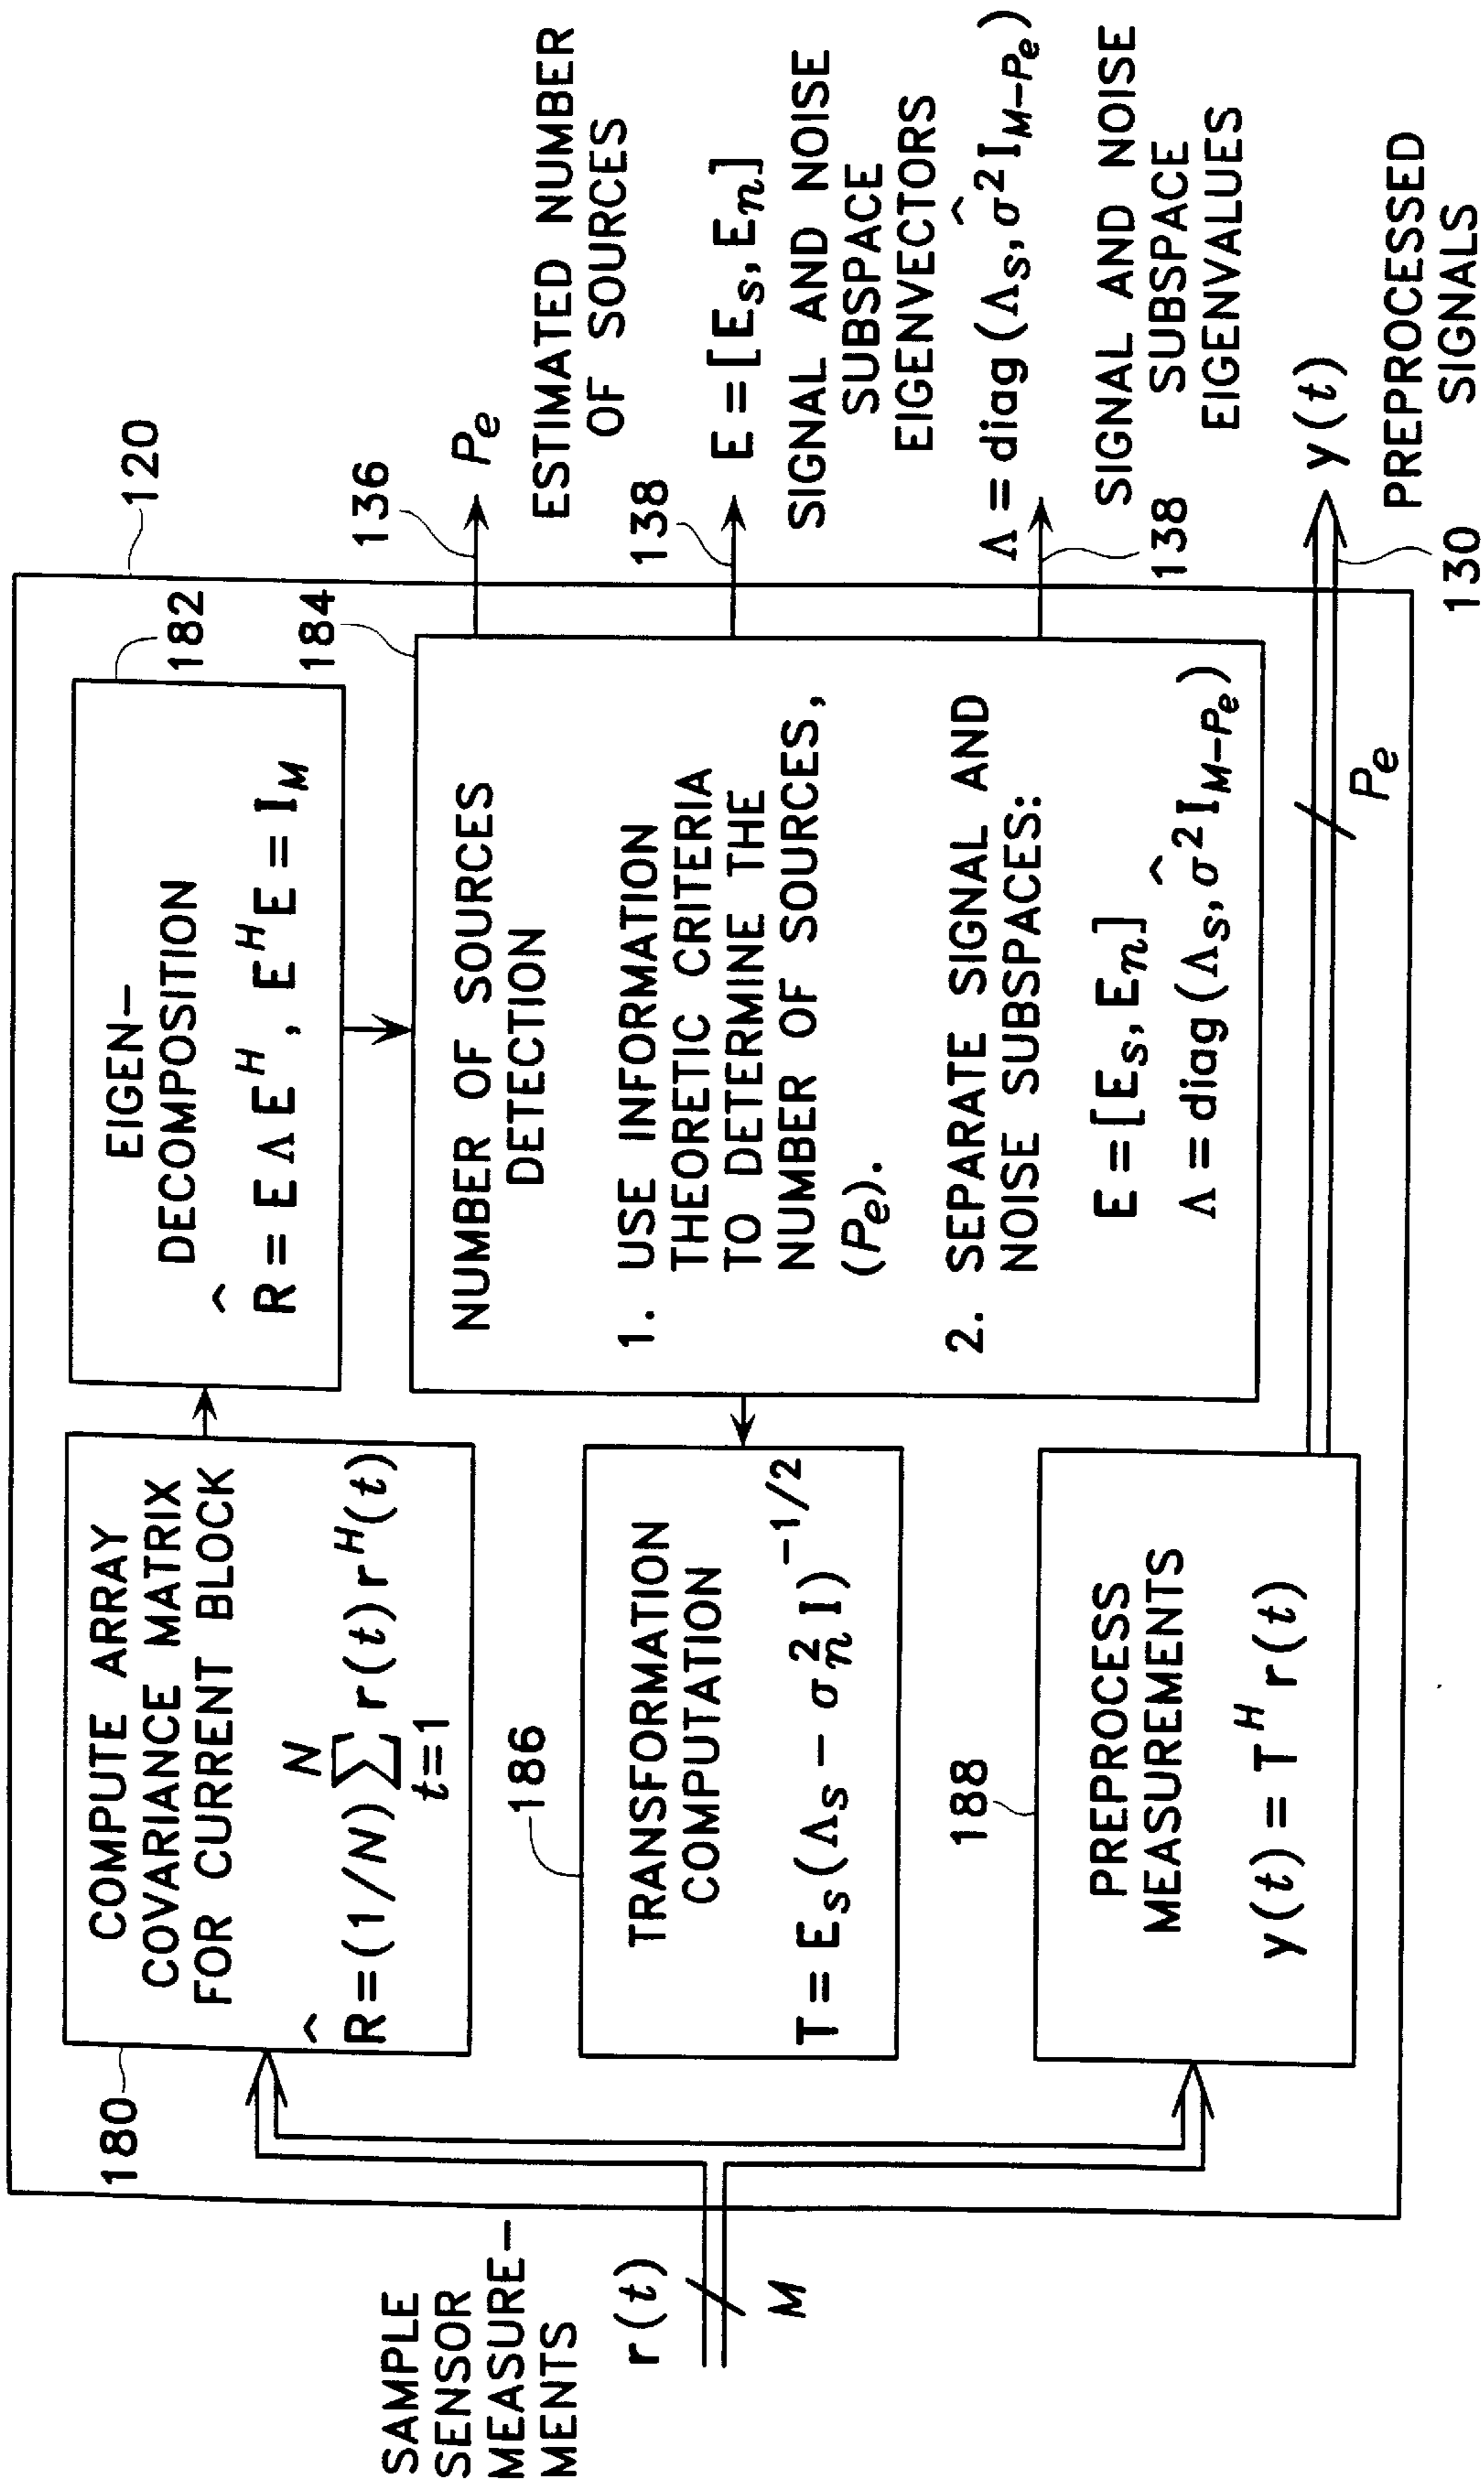 SAMPLE
SENSOR
MEASURE-
MENTS
r(t)
M
180
COMPUTE ARRAY
COVARIANCE MATRIX
FOR CURRENT BLOCK
R̂=(1/N) ∑ r(t) r^H(t)
N
t=1
182
EIGEN-
DECOMPOSITION
R̂ = E Λ E^H , E^H E = I_M
120
184
NUMBER OF SOURCES
DETECTION
1. USE INFORMATION
THEORETIC CRITERIA
TO DETERMINE THE
NUMBER OF SOURCES,
(P_e).
2. SEPARATE SIGNAL AND
NOISE SUBSPACES:
E = [E_s, E_n]
Λ = diag (Λ_s, σ̂² I_{M-P_e})
186
TRANSFORMATION
COMPUTATION
T = E_s (Λ_s - σ_n² I)^{-1/2}
188
PREPROCESS
MEASUREMENTS
y(t) = T^H r(t)
136
P_e
ESTIMATED NUMBER
OF SOURCES
138
E = [E_s, E_n]
SIGNAL AND NOISE
SUBSPACE
EIGENVECTORS
Λ = diag (Λ_s, σ̂² I_{M-P_e})
138
SIGNAL AND NOISE
SUBSPACE
EIGENVALUES
P_e
y(t)
130
PREPROCESSED
SIGNALS